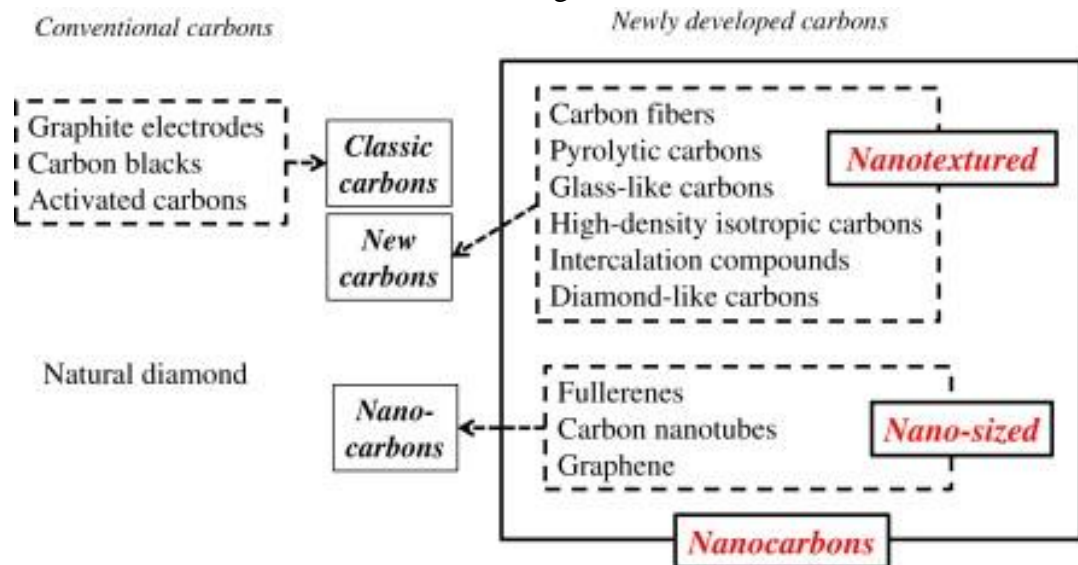 Conventional carbons
Newly developed carbons
Graphite electrodes
Carbon blacks
Activated carbons
Classic
carbons
New
carbons
Carbon fibers
Pyrolytic carbons
Glass-like carbons
High-density isotropic carbons
Intercalation compounds
Diamond-like carbons
Nanotextured
Natural diamond
Nano-
carbons
Fullerenes
Carbon nanotubes
Graphene
Nano-sized
Nanocarbons